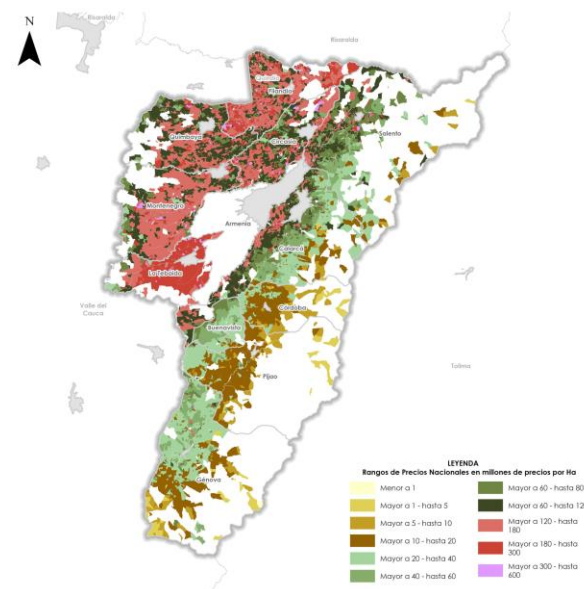 Risaralda
N
Risaralda
Quindío
Filandia
Salento
Quimbaya
Circasia
Montenegro
Armenia
Calarcá
La Tebaida
Valle del
Cauca
Córdoba
Buenavista
Tolima
Pijao
Génova
LEYENDA
Rangos de Precios Nacionales en millones de precios por Ha
Menor a 1
Mayor a 1 - hasta 5
Mayor a 5 - hasta 10
Mayor a 10 - hasta 20
Mayor a 20 - hasta 40
Mayor a 40 - hasta 60
Mayor a 60 - hasta 80
Mayor a 60 - hasta 12
Mayor a 120 - hasta
180
Mayor a 180 - hasta
300
Mayor a 300 - hasta
600